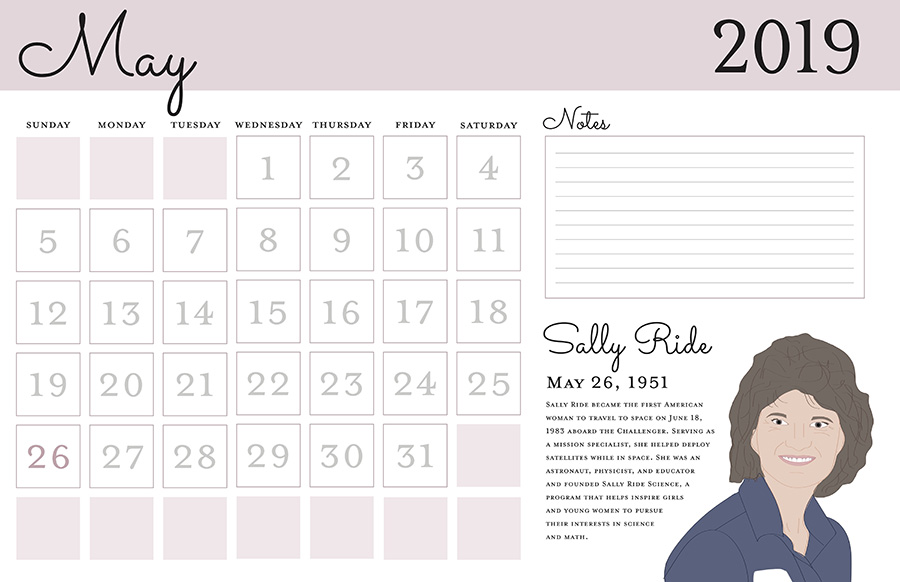 May 2019
SUNDAY MONDAY TUESDAY WEDNESDAY THURSDAY FRIDAY SATURDAY
1 2 3 4
5 6 7 8 9 10 11
12 13 14 15 16 17 18
19 20 21 22 23 24 25
26 27 28 29 30 31
Notes
Sally Ride
May 26, 1951
Sally Ride became the first American
woman to travel to space on June 18,
1983 aboard the Challenger. Serving as
a mission specialist, she helped deploy
satellites while in space. She was an
astronaut, physicist, and educator
and founded Sally Ride Science, a
program that helps inspire girls
and young women to pursue
their interests in science
and math.